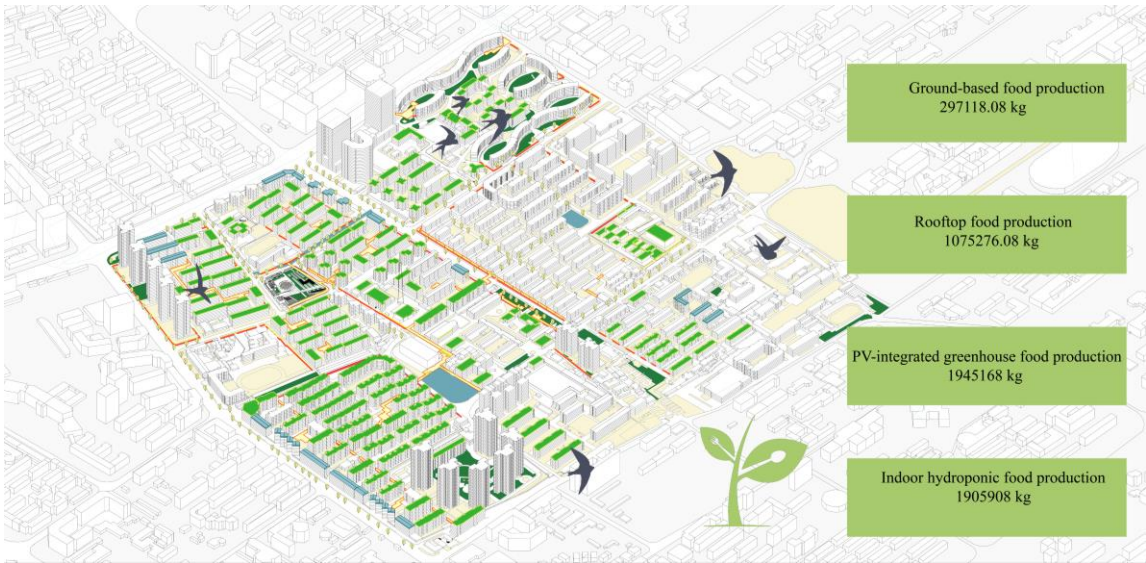 Ground-based food production
297118.08 kg
Rooftop food production
1075276.08 kg
PV-integrated greenhouse food production
1945168 kg
Indoor hydroponic food production
1905908 kg